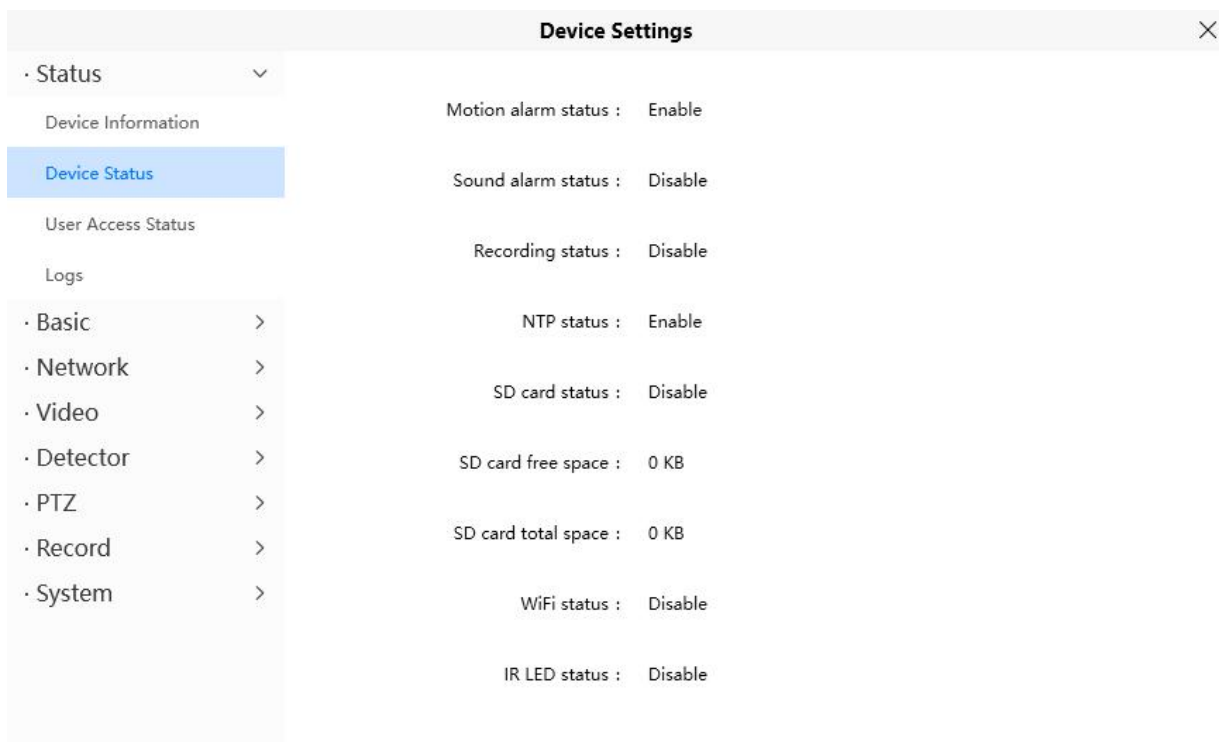 Device Settings
· Status
Device Information
Device Status
User Access Status
Logs
· Basic
· Network
· Video
· Detector
· PTZ
· Record
· System
Motion alarm status : Enable
Sound alarm status : Disable
Recording status : Disable
NTP status : Enable
SD card status : Disable
SD card free space : 0 KB
SD card total space : 0 KB
WiFi status : Disable
IR LED status : Disable